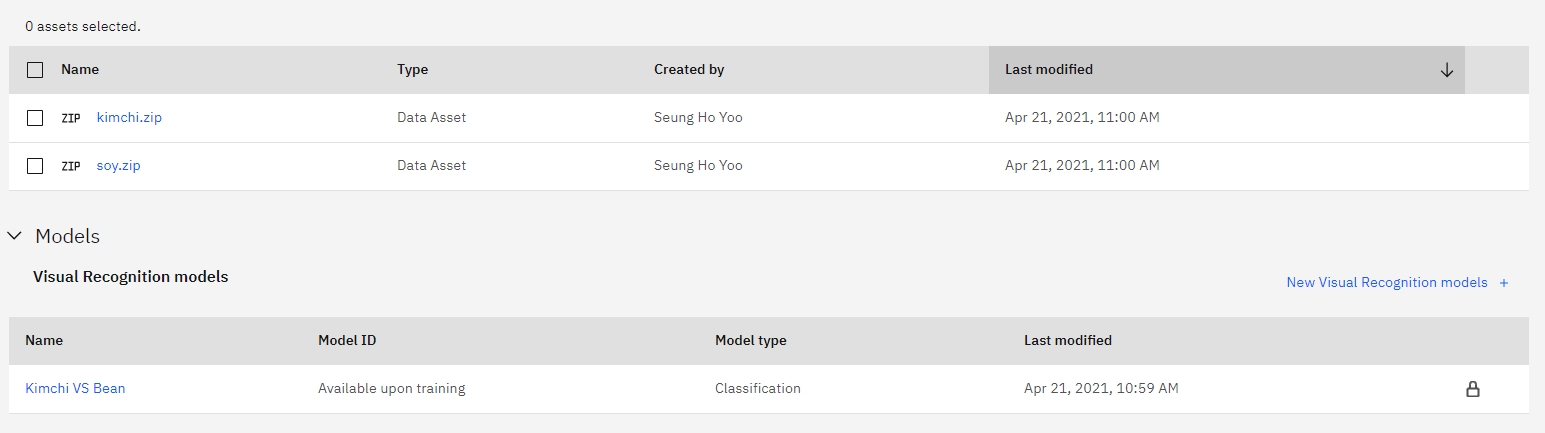 0 assets selected.
Name Type Created by Last modified
ZIP kimchi.zip Data Asset Seung Ho Yoo Apr 21, 2021, 11:00 AM
ZIP soy.zip Data Asset Seung Ho Yoo Apr 21, 2021, 11:00 AM
Models
Visual Recognition models
New Visual Recognition models +
Name Model ID Model type Last modified
Kimchi VS Bean Available upon training Classification Apr 21, 2021, 10:59 AM